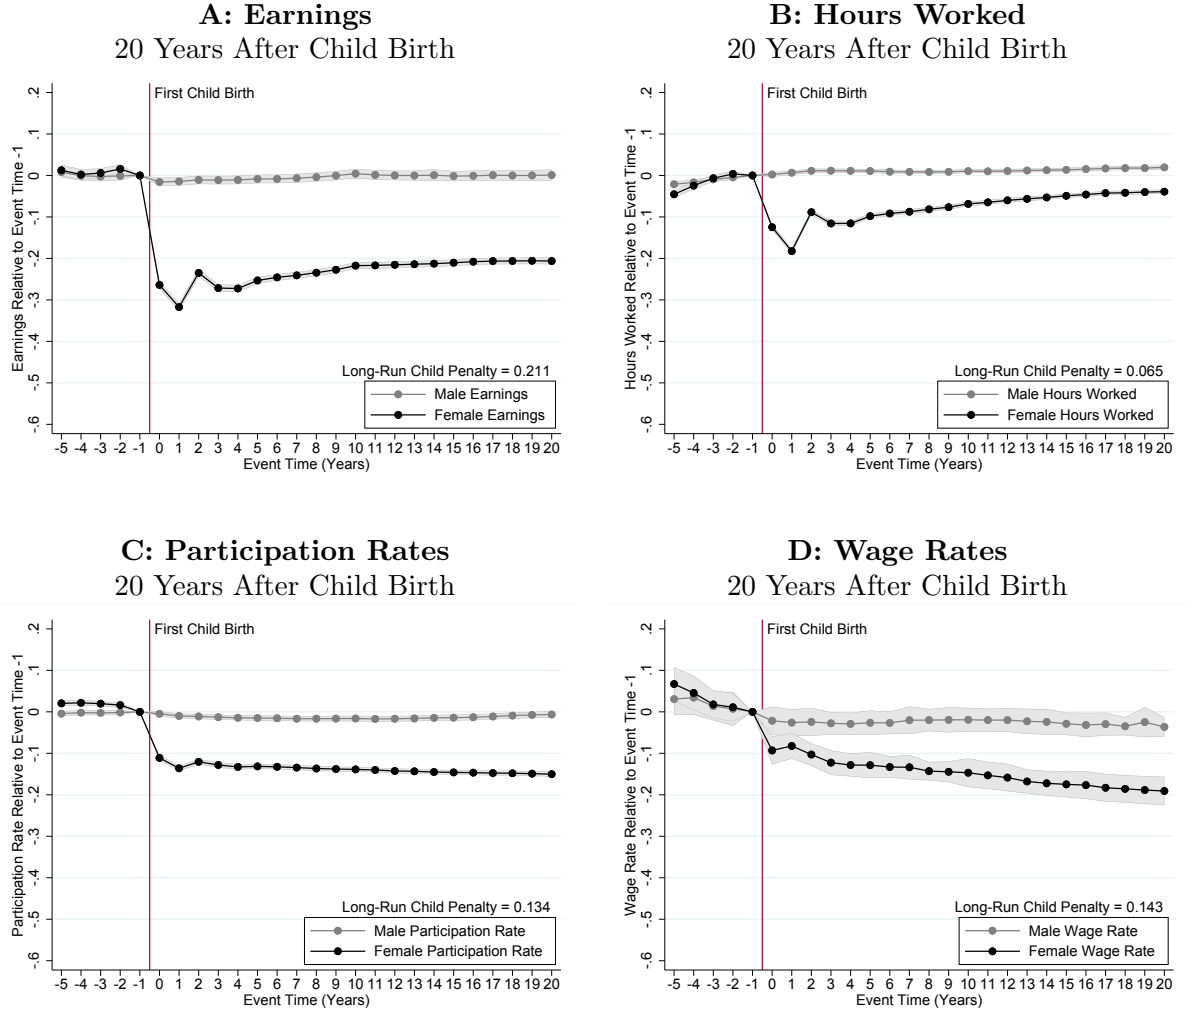 A: Earnings
20 Years After Child Birth
Earnings Relative to Event Time -1
.2
.1
0
-.1
-.2
-.3
-.4
-.5
-.6
First Child Birth
Long-Run Child Penalty = 0.211
Male Earnings
Female Earnings
-5 -4 -3 -2 -1 0 1 2 3 4 5 6 7 8 9 10 11 12 13 14 15 16 17 18 19 20
Event Time (Years)
B: Hours Worked
20 Years After Child Birth
Hours Worked Relative to Event Time -1
.2
.1
0
-.1
-.2
-.3
-.4
-.5
-.6
First Child Birth
Long-Run Child Penalty = 0.065
Male Hours Worked
Female Hours Worked
-5 -4 -3 -2 -1 0 1 2 3 4 5 6 7 8 9 10 11 12 13 14 15 16 17 18 19 20
Event Time (Years)
C: Participation Rates
20 Years After Child Birth
Participation Rate Relative to Event Time -1
.2
.1
0
-.1
-.2
-.3
-.4
-.5
-.6
First Child Birth
Long-Run Child Penalty = 0.134
Male Participation Rate
Female Participation Rate
-5 -4 -3 -2 -1 0 1 2 3 4 5 6 7 8 9 10 11 12 13 14 15 16 17 18 19 20
Event Time (Years)
D: Wage Rates
20 Years After Child Birth
Wage Rate Relative to Event Time -1
.2
.1
0
-.1
-.2
-.3
-.4
-.5
-.6
First Child Birth
Long-Run Child Penalty = 0.143
Male Wage Rate
Female Wage Rate
-5 -4 -3 -2 -1 0 1 2 3 4 5 6 7 8 9 10 11 12 13 14 15 16 17 18 19 20
Event Time (Years)